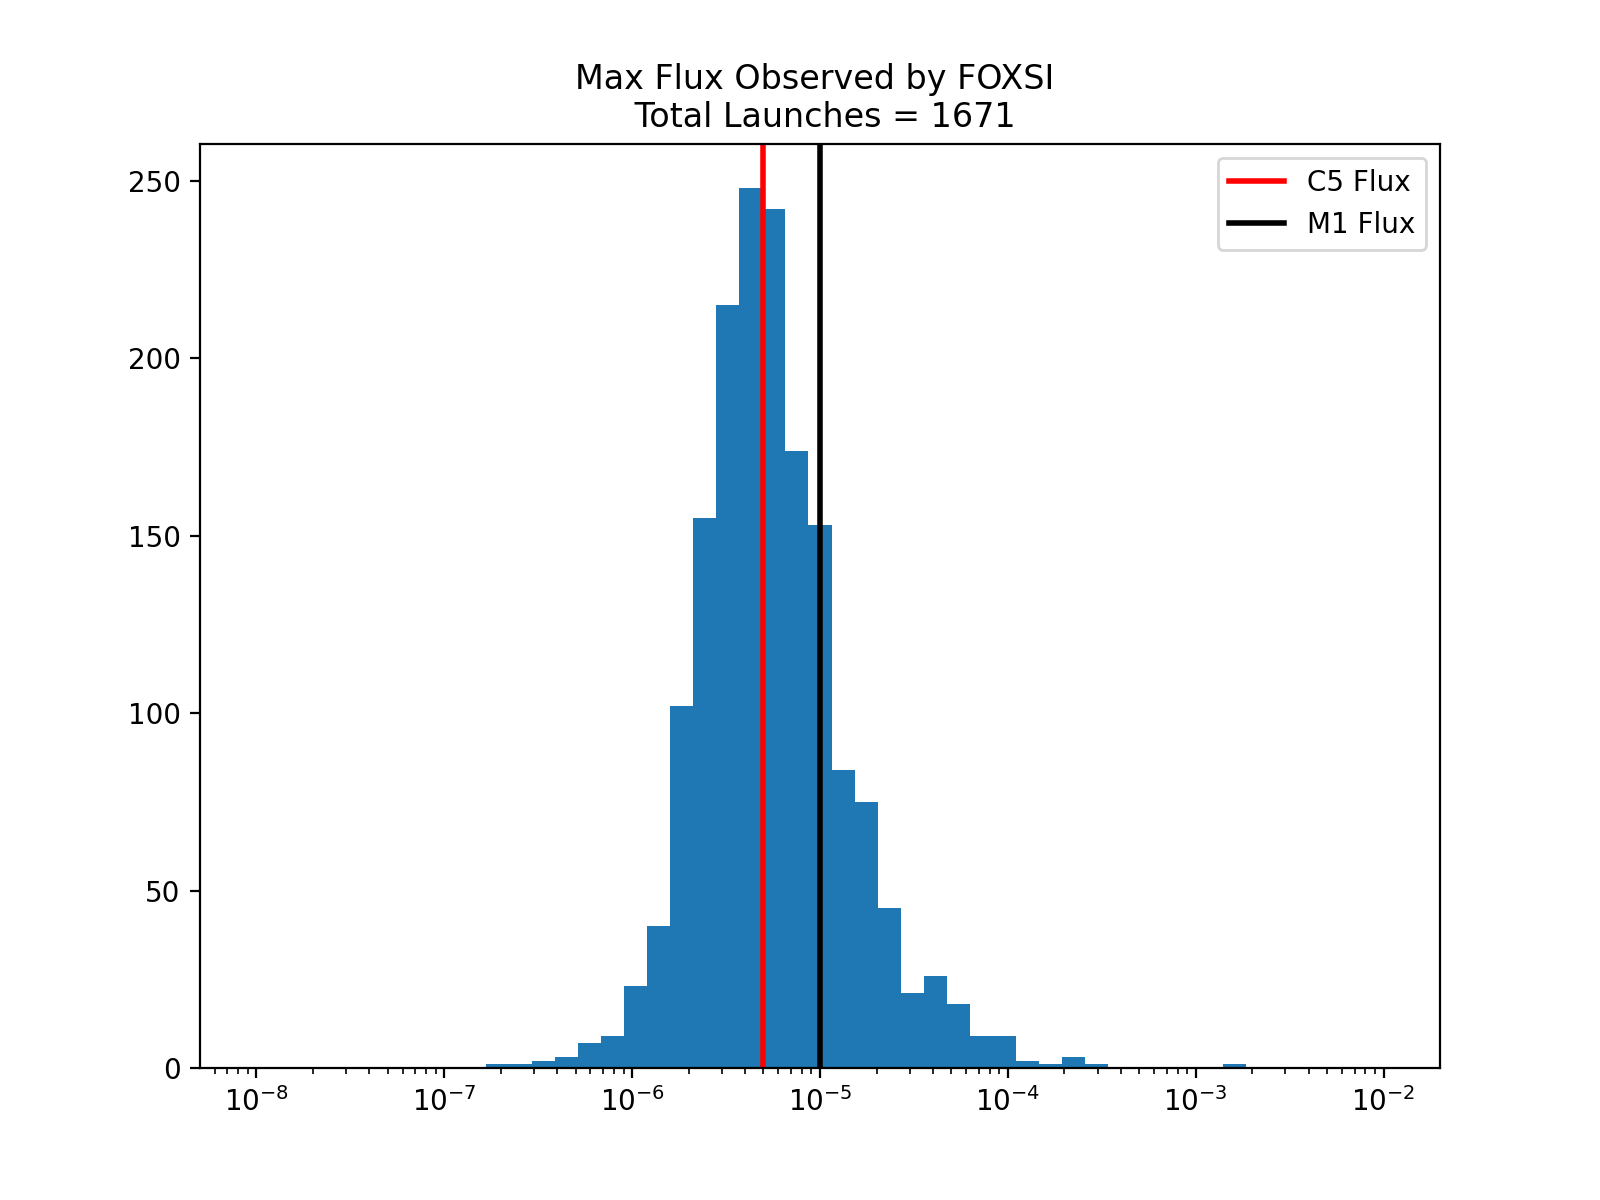 Max Flux Observed by FOXSI
Total Launches = 1671
C5 Flux
M1 Flux
250
200
150
100
50
0
10⁻⁸ 10⁻⁷ 10⁻⁶ 10⁻⁵ 10⁻⁴ 10⁻³ 10⁻²